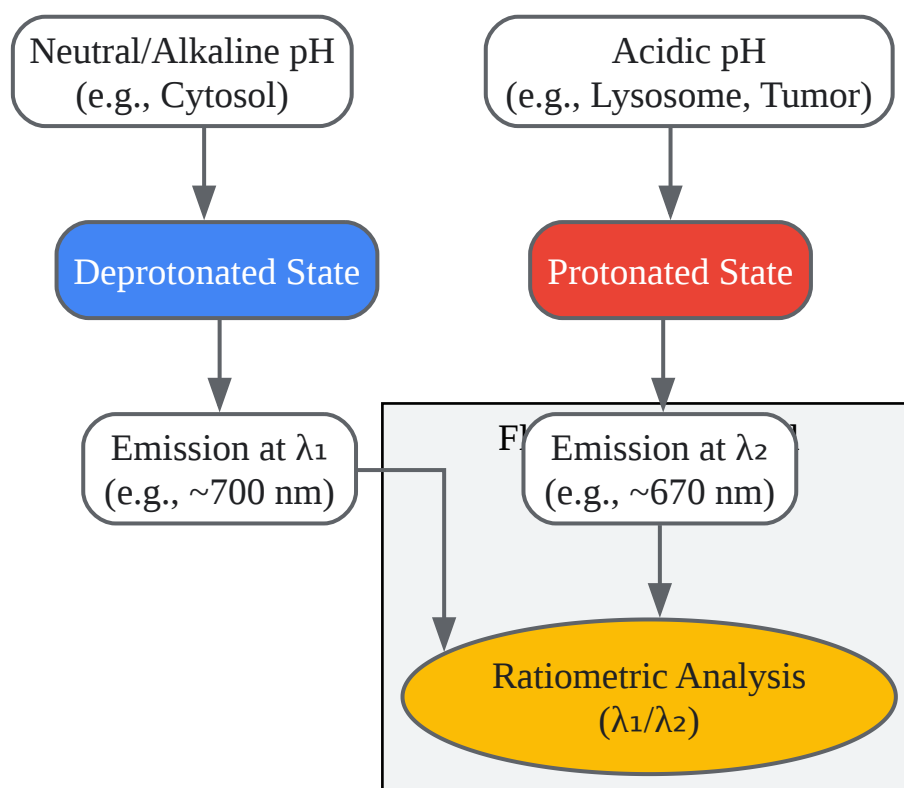 Neutral/Alkaline pH
(e.g., Cytosol)
Acidic pH
(e.g., Lysosome, Tumor)
Deprotonated State
Protonated State
Emission at λ₁
(e.g., ~700 nm)
Emission at λ₂
(e.g., ~670 nm)
Ratiometric Analysis
(λ₁/λ₂)